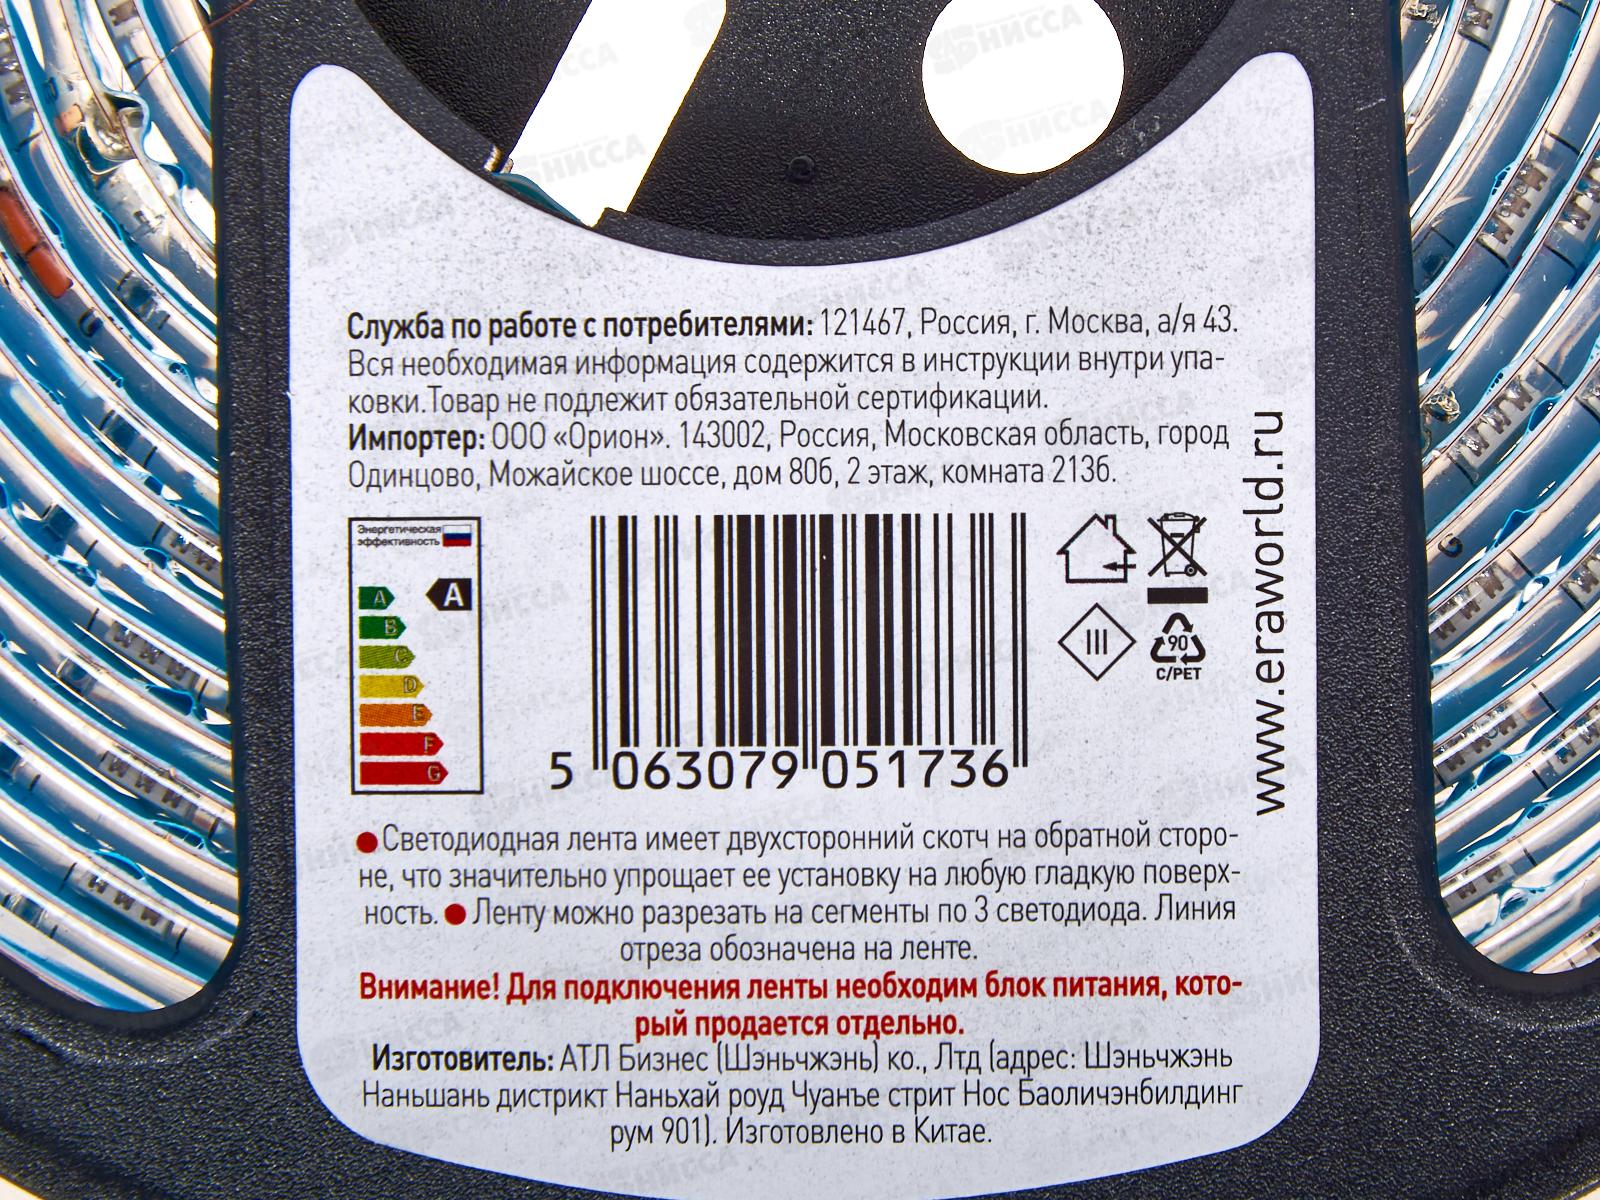 Служба по работе с потребителями: 121467, Россия, г. Москва, а/я 43.
Вся необходимая информация содержится в инструкции внутри упа-
ковки.Товар не подлежит обязательной сертификации.
Импортер: ООО «Орион». 143002, Россия, Московская область, город
Одинцово, Можайское шоссе, дом 80б, 2 этаж, комната 213б.
www.eraworld.ru
Энергетическая
эффективность
A
A
B
C
D
E
F
G
5 063079 051736
III
90
C/PET
Светодиодная лента имеет двухсторонний скотч на обратной сторо-
не, что значительно упрощает ее установку на любую гладкую поверх-
ность. Ленту можно разрезать на сегменты по 3 светодиода. Линия
отреза обозначена на ленте.
Внимание! Для подключения ленты необходим блок питания, кото-
рый продается отдельно.
Изготовитель: АТЛ Бизнес (Шэньчжэнь) ко., Лтд (адрес: Шэньчжэнь
Наньшань дистрикт Наньхай роуд Чуанъе стрит Нос Баоличэнбилдинг
рум 901). Изготовлено в Китае.
НИССА